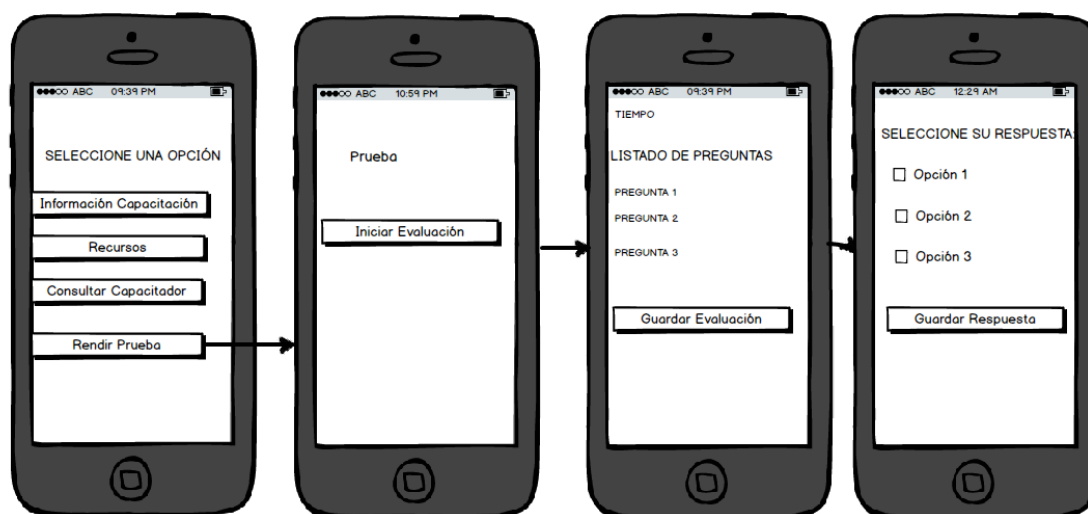 ABC 09:39 PM
SELECCIONE UNA OPCIÓN
Información Capacitación
Recursos
Consultar Capacitador
Rendir Prueba
ABC 10:59 PM
Prueba
Iniciar Evaluación
ABC 09:39 PM
TIEMPO
LISTADO DE PREGUNTAS
PREGUNTA 1
PREGUNTA 2
PREGUNTA 3
Guardar Evaluación
ABC 12:29 AM
SELECCIONE SU RESPUESTA:
Opción 1
Opción 2
Opción 3
Guardar Respuesta